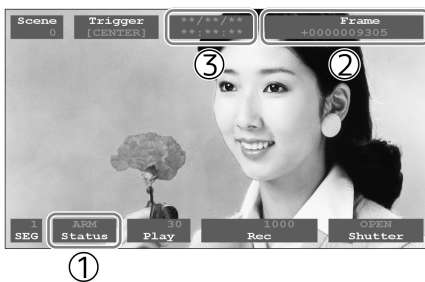 Scene
0
Trigger
[CENTER]
**/**/**
**:**:**
Frame
+0000009305
③
②
1
SEG
ARM
Status
30
Play
1000
Rec
OPEN
Shutter
①